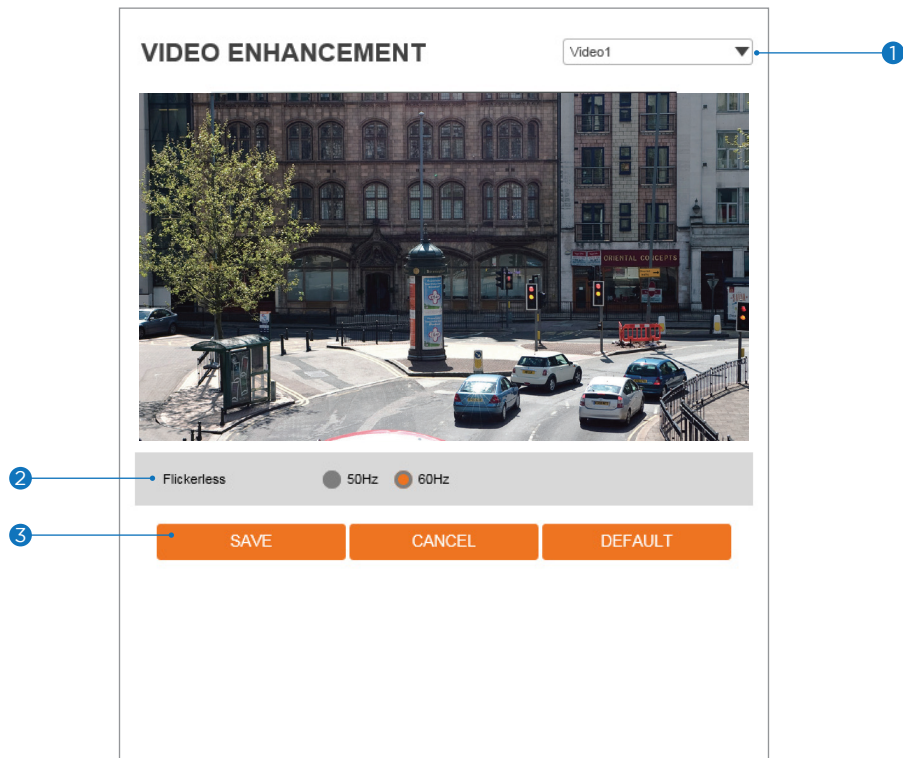 VIDEO ENHANCEMENT
Video1
1
ORIENTAL CONCEPTS
2
Flickerless 50Hz 60Hz
3
SAVE CANCEL DEFAULT